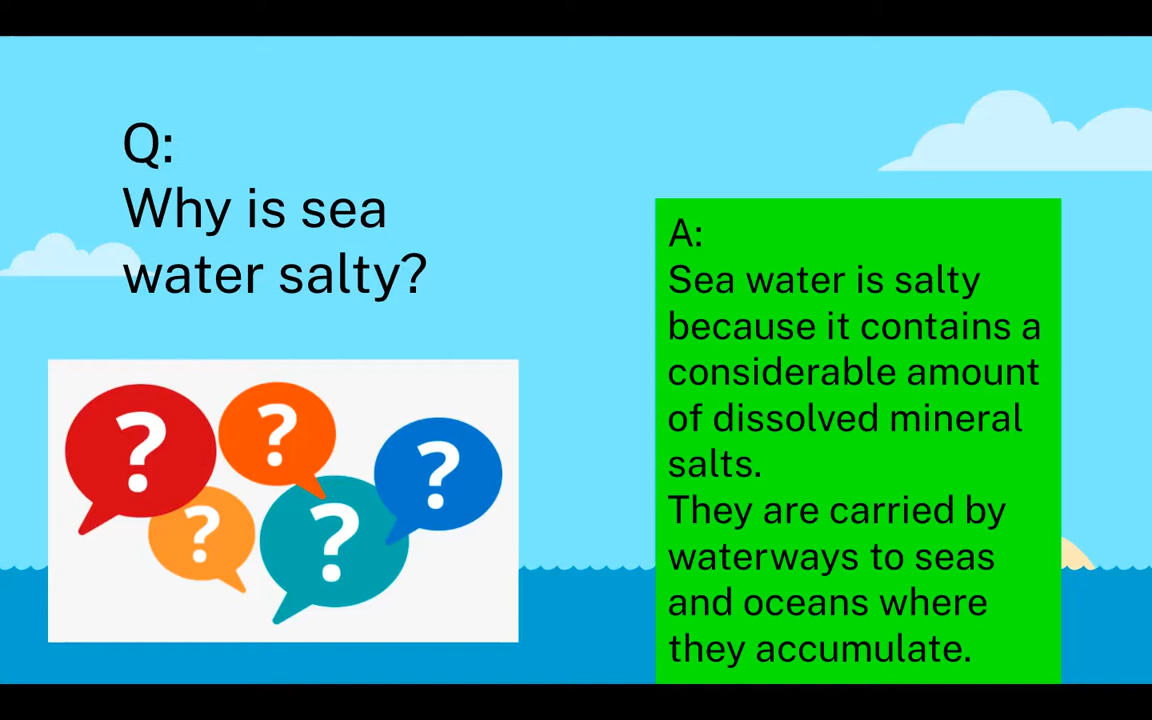 Q:
Why is sea
water salty?
A:
Sea water is salty
because it contains a
considerable amount
of dissolved mineral
salts.
They are carried by
waterways to seas
and oceans where
they accumulate.
?
?
?
?
?